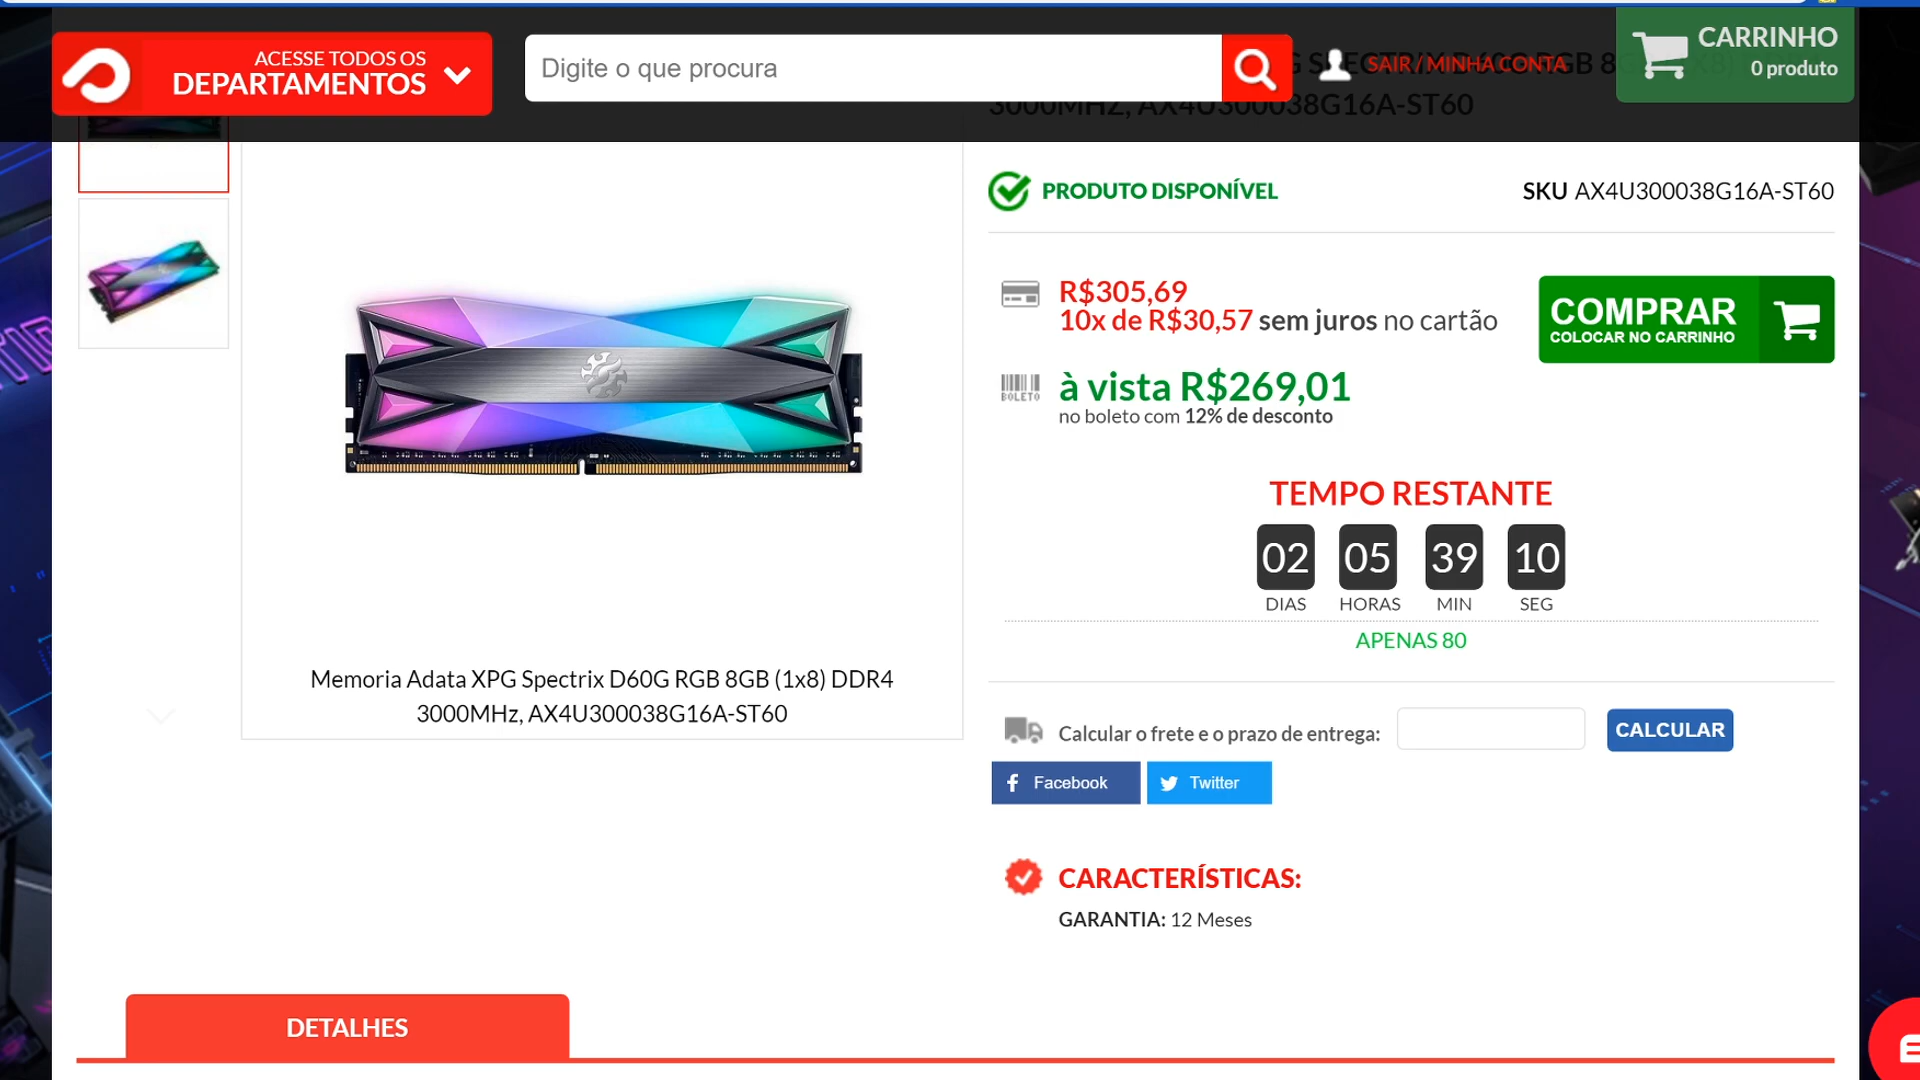 ACESSE TODOS OS
DEPARTAMENTOS
Digite o que procura
SAIR / MINHA CONTA
CARRINHO
0 produto
3000MHZ, AX4U300038G16A-ST60
PRODUTO DISPONÍVEL
SKU AX4U300038G16A-ST60
R$305,69
10x de R$30,57 sem juros no cartão
COMPRAR
COLOCAR NO CARRINHO
BOLETO
à vista R$269,01
no boleto com 12% de desconto
TEMPO RESTANTE
02 05 39 10
DIAS HORAS MIN SEG
APENAS 80
Memoria Adata XPG Spectrix D60G RGB 8GB (1x8) DDR4
3000MHz, AX4U300038G16A-ST60
Calcular o frete e o prazo de entrega:
CALCULAR
Facebook
Twitter
CARACTERÍSTICAS:
GARANTIA: 12 Meses
DETALHES